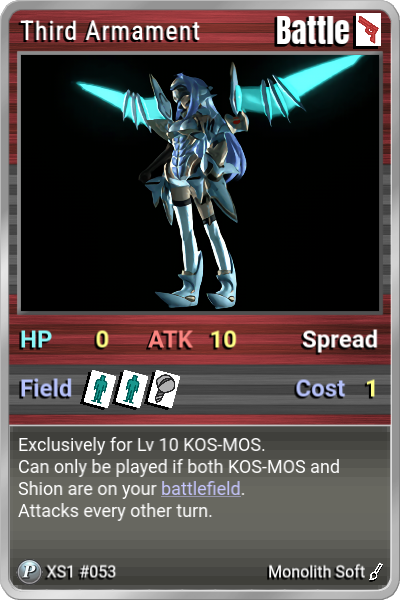 Third Armament Battle
HP 0 ATK 10 Spread
Field Cost 1
Exclusively for Lv 10 KOS-MOS.
Can only be played if both KOS-MOS and
Shion are on your battlefield.
Attacks every other turn.
P XS1 #053 Monolith Soft